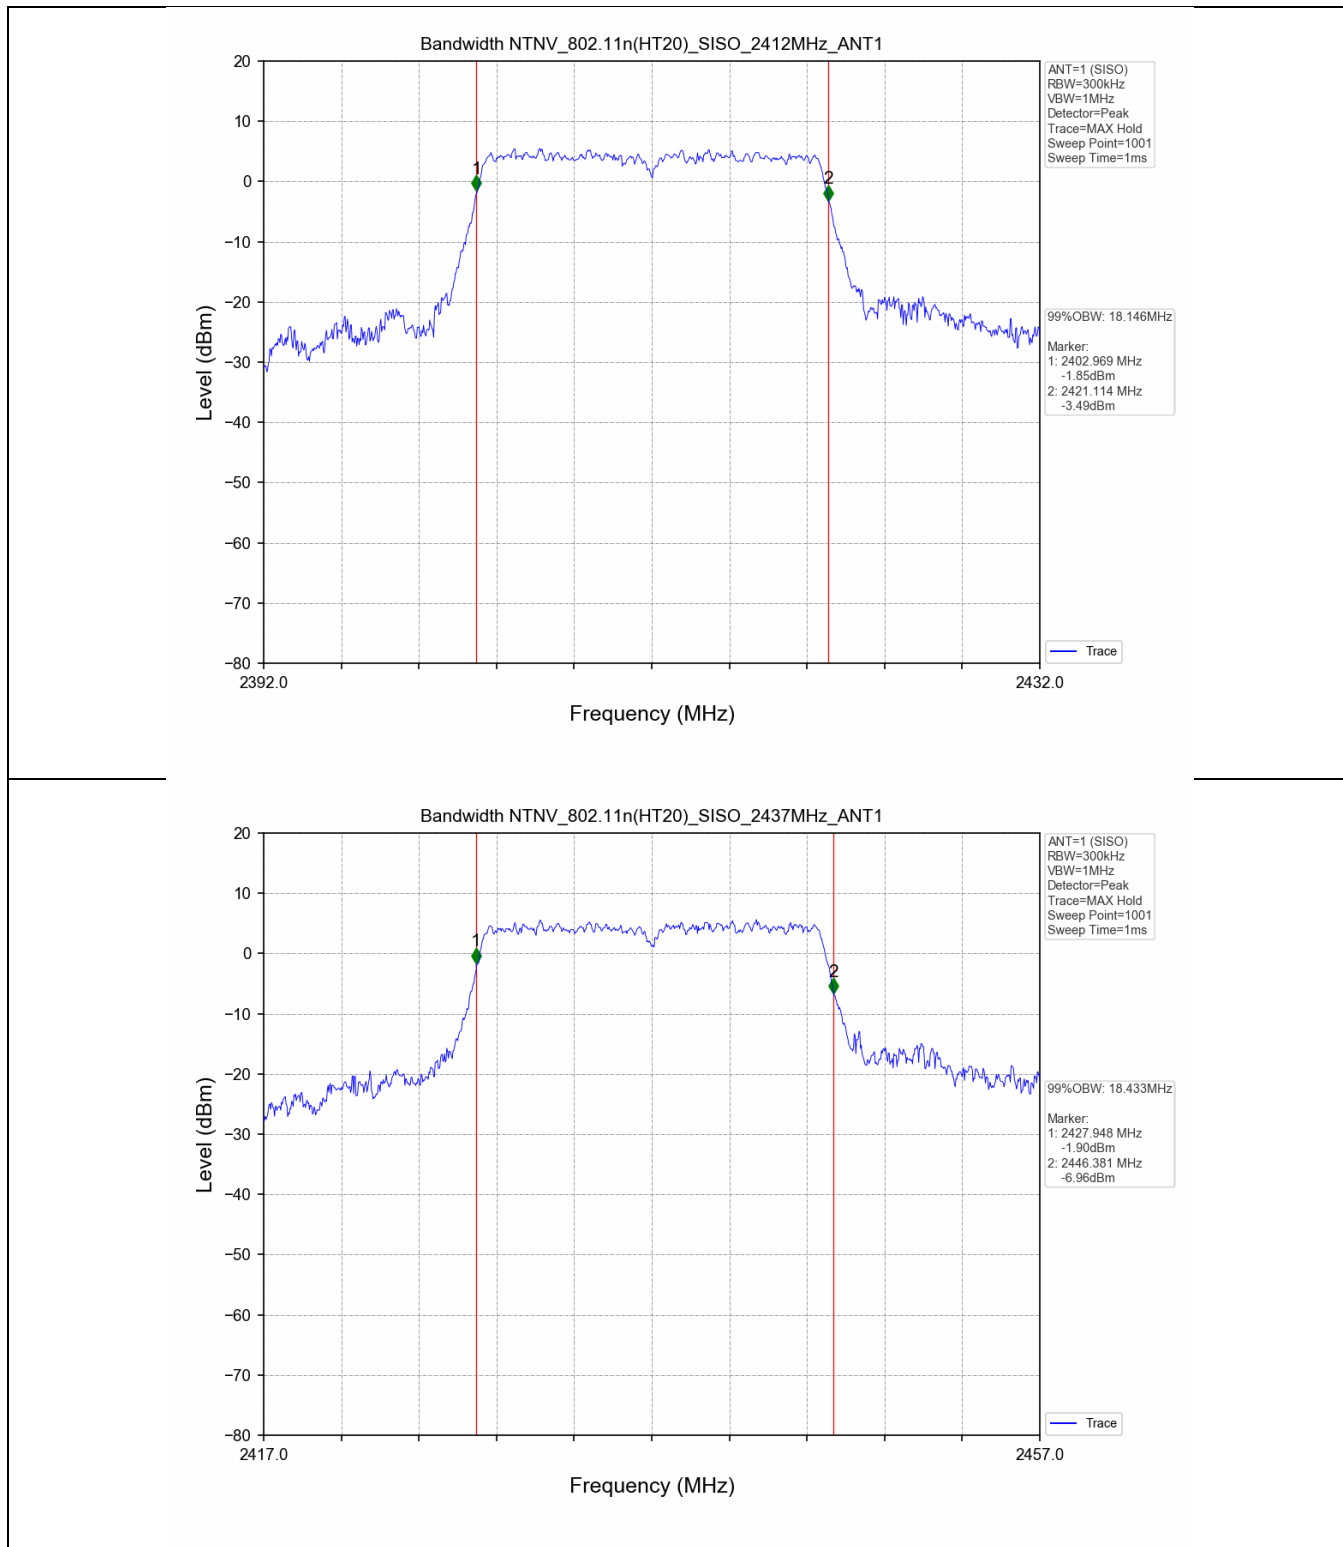 Bandwidth NTNV_802.11n(HT20)_SISO_2412MHz_ANT1
20
10
0
−10
−20
−30
−40
−50
−60
−70
−80
Level (dBm)
1
2
2392.0
2432.0
Frequency (MHz)
ANT=1 (SISO)
RBW=300kHz
VBW=1MHz
Detector=Peak
Trace=MAX Hold
Sweep Point=1001
Sweep Time=1ms
99%OBW: 18.146MHz
Marker:
1: 2402.969 MHz
-1.85dBm
2: 2421.114 MHz
-3.49dBm
Trace
Bandwidth NTNV_802.11n(HT20)_SISO_2437MHz_ANT1
20
10
0
−10
−20
−30
−40
−50
−60
−70
−80
Level (dBm)
1
2
2417.0
2457.0
Frequency (MHz)
ANT=1 (SISO)
RBW=300kHz
VBW=1MHz
Detector=Peak
Trace=MAX Hold
Sweep Point=1001
Sweep Time=1ms
99%OBW: 18.433MHz
Marker:
1: 2427.948 MHz
-1.90dBm
2: 2446.381 MHz
-6.96dBm
Trace